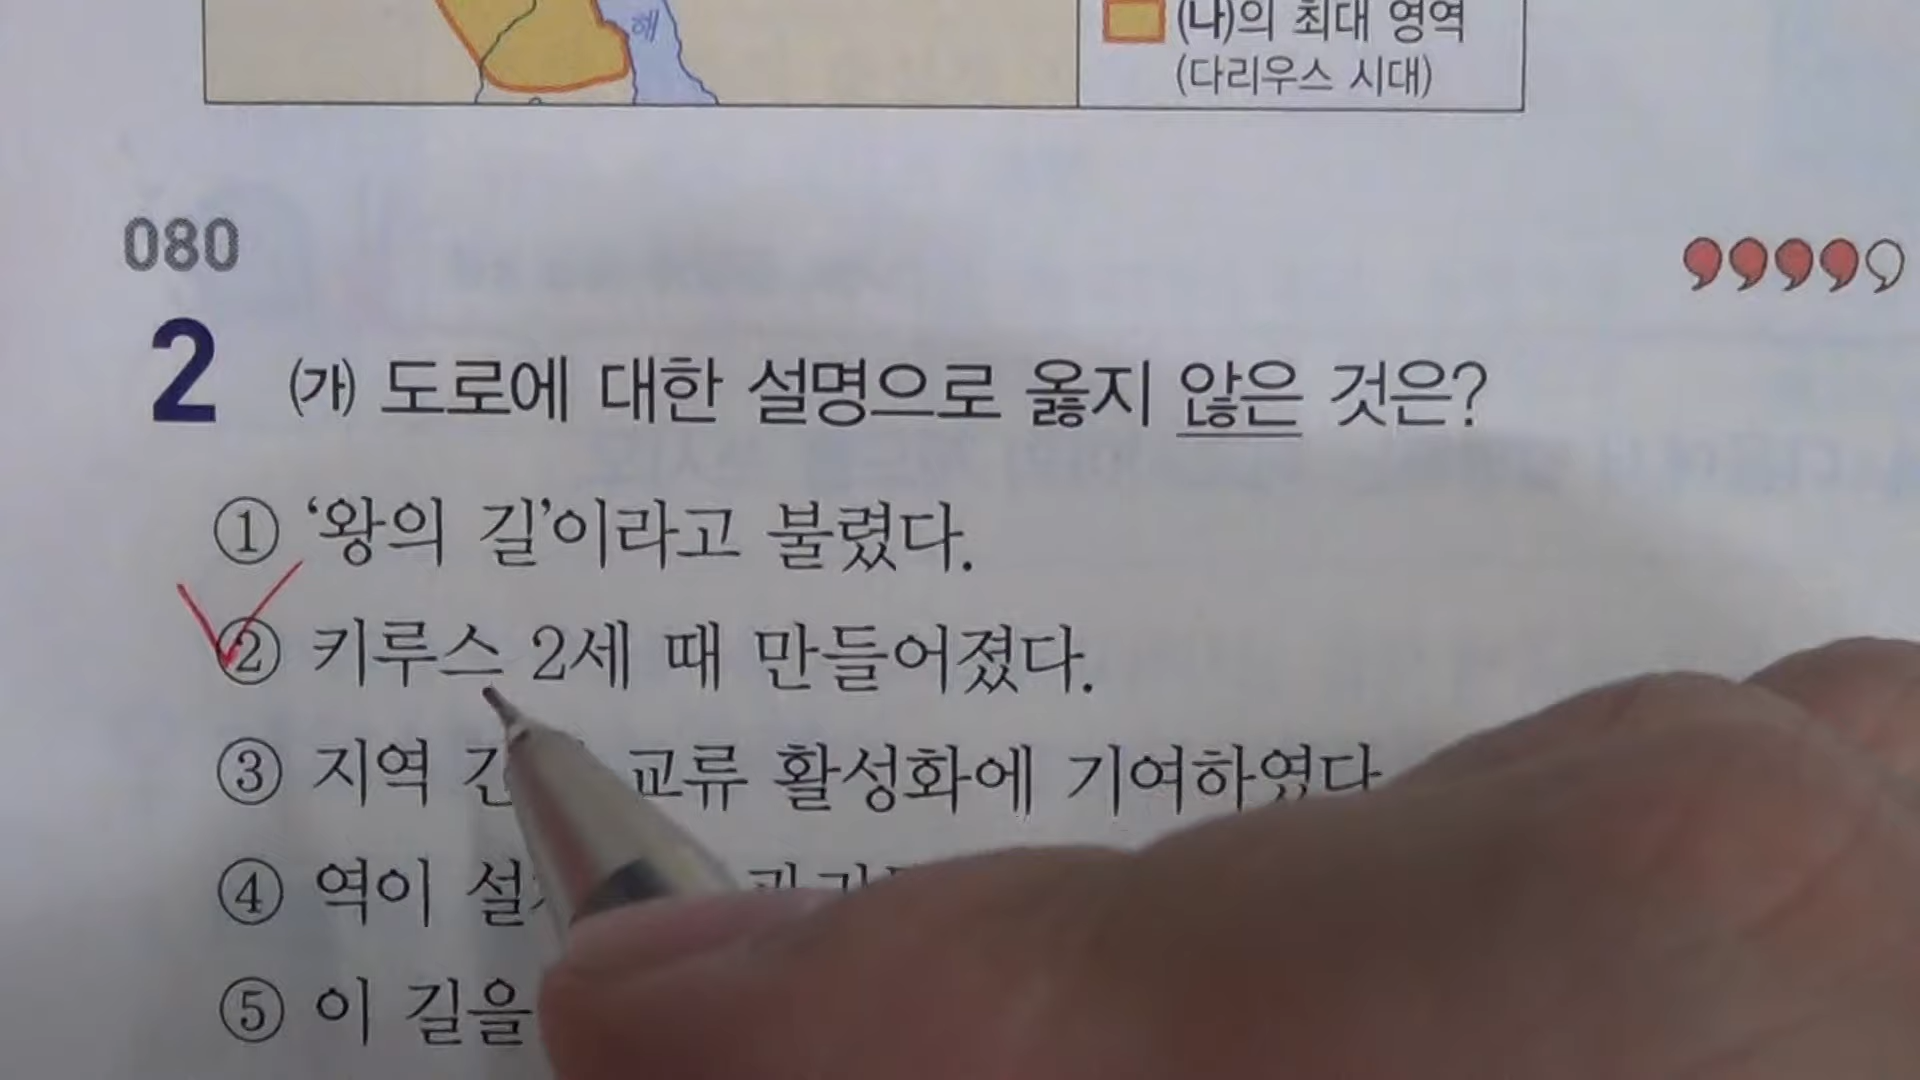 해
(나)의 최대 영역
(다리우스 시대)
080
2 (가) 도로에 대한 설명으로 옳지 않은 것은?
① ‘왕의 길’이라고 불렸다.
② 키루스 2세 때 만들어졌다.
③ 지역 교류 활성화에 기여하였다
④ 역이
⑤ 이 길을